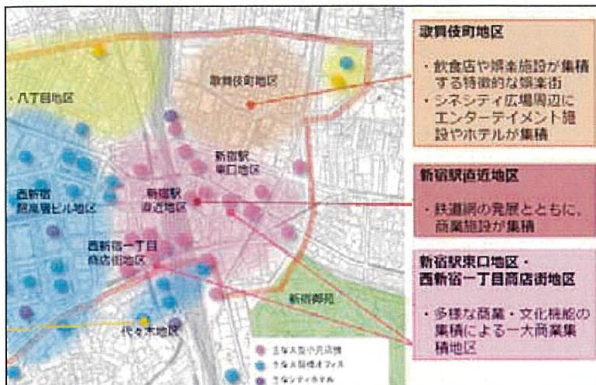 歌舞伎町地区
・八丁目地区
新宿駅
東口地区
西新宿
超高層ビル地区
新宿駅
直近地区
西新宿一丁目
商店街地区
新宿御苑
代々木地区
主な大型小売店舗
主な大規模オフィス
主なシティホテル
歌舞伎町地区
・飲食店や娯楽施設が集積
する特徴的な娯楽街
・シネシティ広場周辺に
エンターテイメント施
設やホテルが集積
新宿駅直近地区
・鉄道網の発展とともに、
商業施設が集積
新宿駅東口地区・
西新宿一丁目商店街地区
・多様な商業・文化機能の
集積による一大商業集
積地区